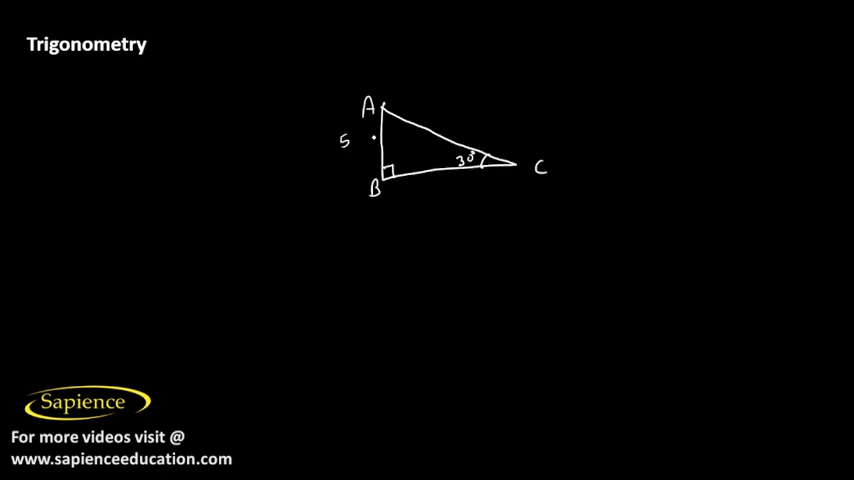 Trigonometry
A
5
30°
C
B
Sapience
For more videos visit @
www.sapienceeducation.com